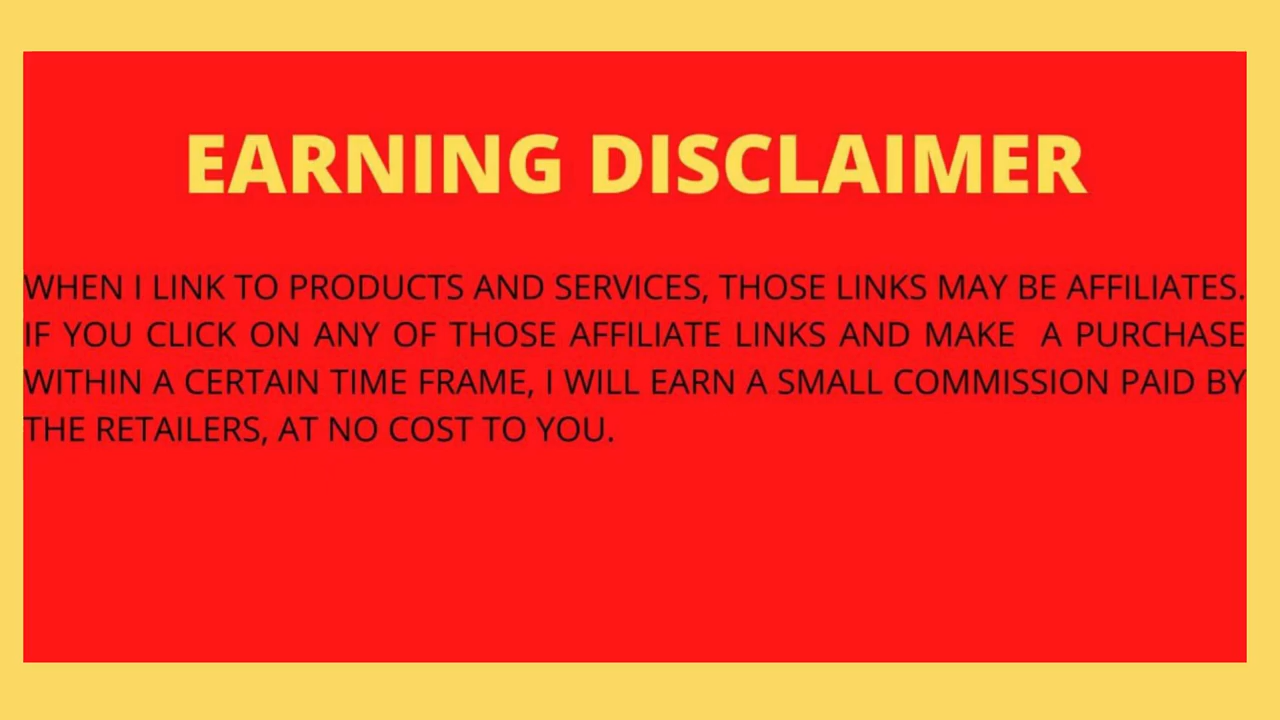 EARNING DISCLAIMER
WHEN I LINK TO PRODUCTS AND SERVICES, THOSE LINKS MAY BE AFFILIATES.
IF YOU CLICK ON ANY OF THOSE AFFILIATE LINKS AND MAKE A PURCHASE
WITHIN A CERTAIN TIME FRAME, I WILL EARN A SMALL COMMISSION PAID BY
THE RETAILERS, AT NO COST TO YOU.